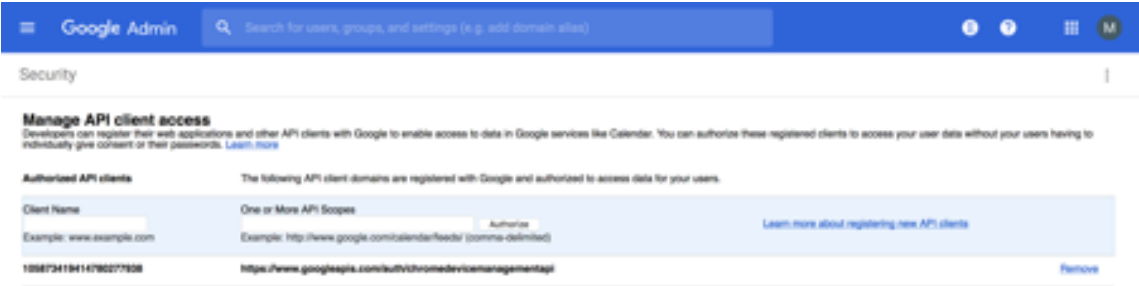 Google Admin
Search for users, groups, and settings (e.g. add domain alias)
M
Security
Manage API client access
Developers can register their web applications and other API clients with Google to enable access to data in Google services like Calendar. You can authorize these registered clients to access your user data without your users having to
individually give consent or their passwords. Learn more
Authorized API clients
The following API client domains are registered with Google and authorized to access data for your users.
Client Name
One or More API Scopes
Authorize
Learn more about registering new API clients
Example: www.example.com
Example: http://www.google.com/calendar/feeds/ (comma-delimited)
https://www.googleapis.com/auth/chromedevicemanagementapi
Remove